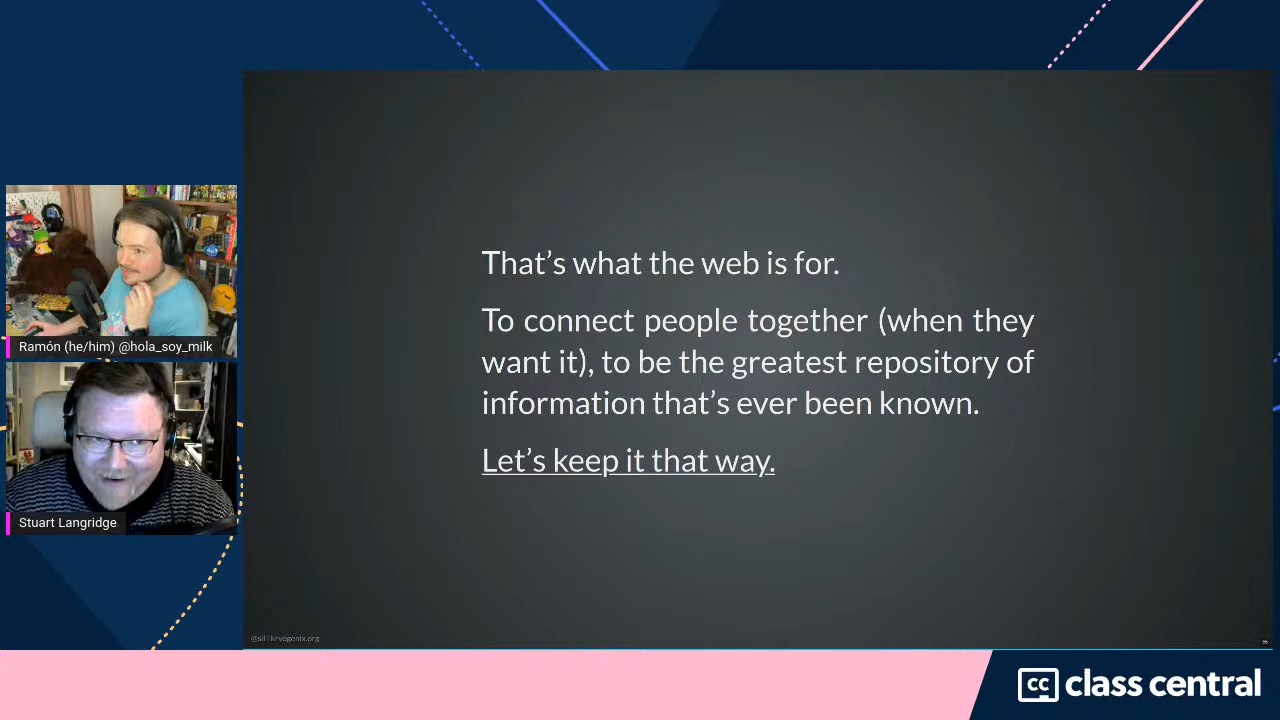 That's what the web is for.
To connect people together (when they
want it), to be the greatest repository of
information that's ever been known.
Let's keep it that way.
Ramón (he/him) @hola_soy_milk
Stuart Langridge
@sil | kryogenix.org
cc class central